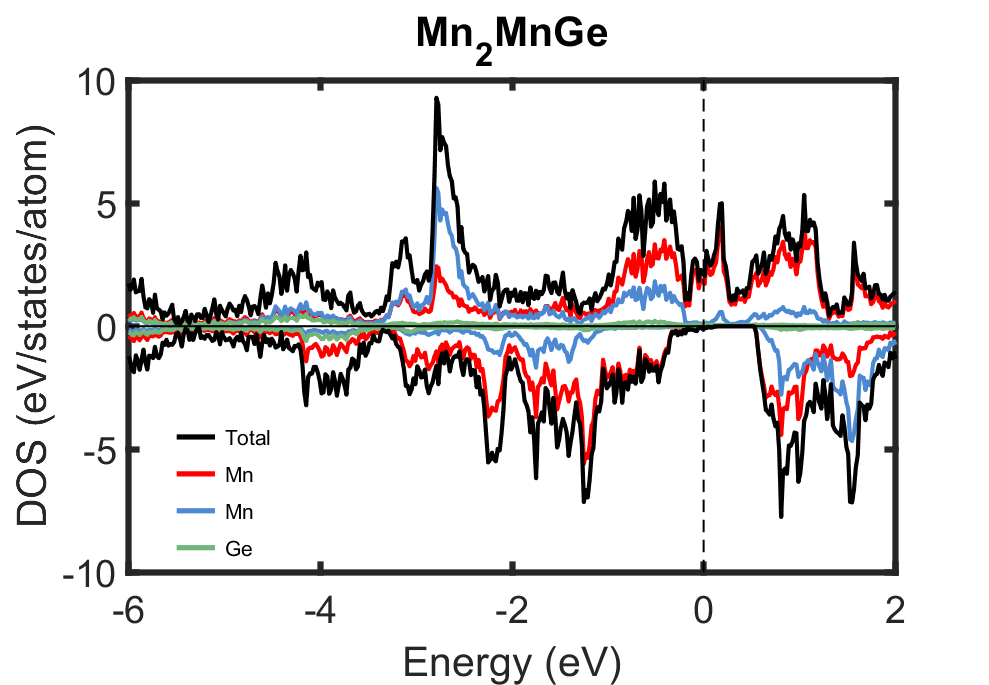 Mn2MnGe
DOS (eV/states/atom)
10
5
0
-5
-10
Total
Mn
Mn
Ge
-6 -4 -2 0 2
Energy (eV)